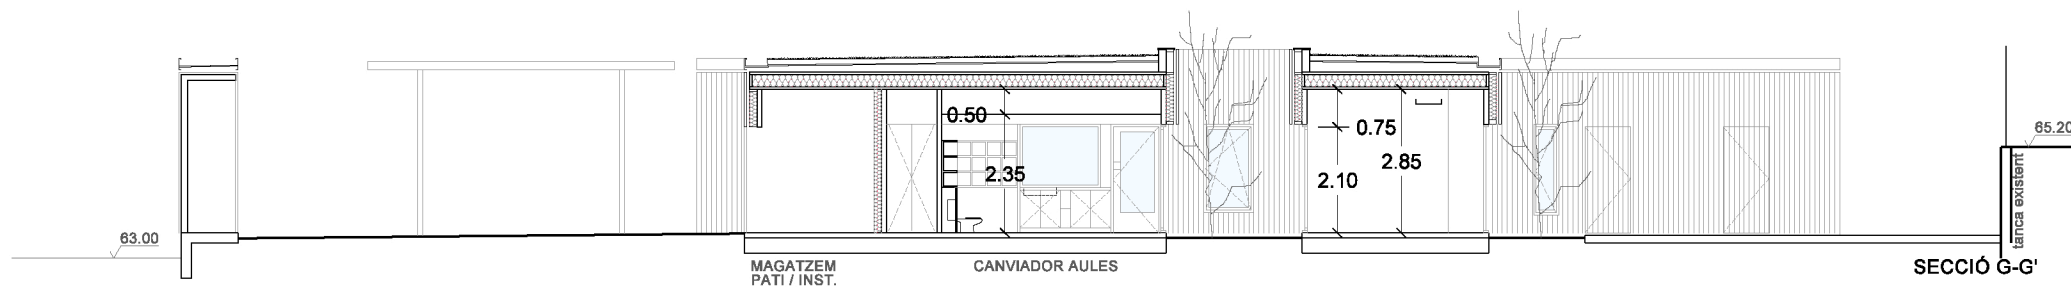 0.50
0.75
2.85
2.35
2.10
65.20
tanca existent
63.00
MAGATZEM
PATI / INST.
CANVIADOR AULES
SECCIÓ G-G'